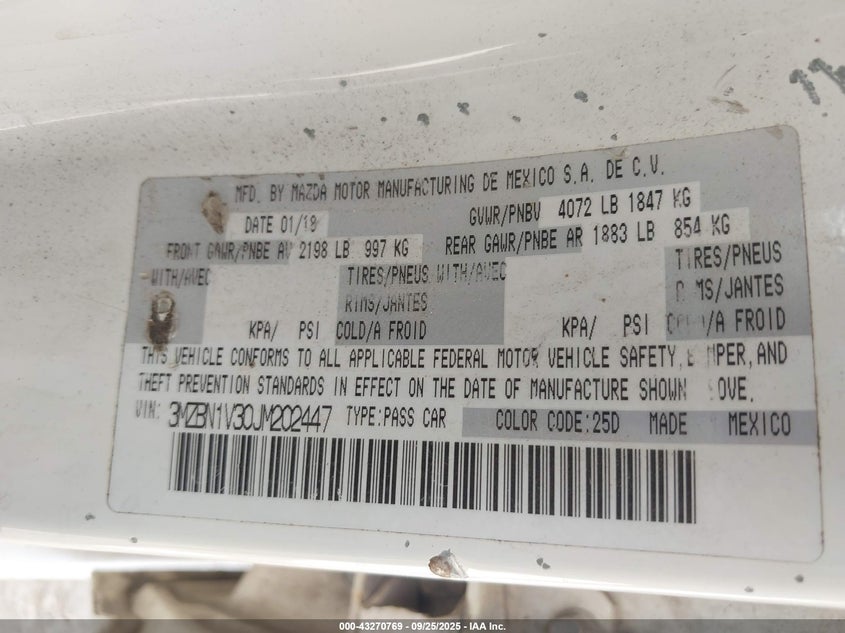 MFD. BY MAZDA MOTOR MANUFACTURING DE MEXICO S.A. DE C.V.
DATE 01/18 GVWR/PNBV 4072 LB 1847 KG
FRONT GAWR/PNBE AV 2198 LB 997 KG REAR GAWR/PNBE AR 1883 LB 854 KG
WITH/AVEC TIRES/PNEUS WITH/AVEC TIRES/PNEUS
RIMS/JANTES R MS/JANTES
KPA/ PSI COLD/A FROID KPA/ PSI /A FROID
THIS VEHICLE CONFORMS TO ALL APPLICABLE FEDERAL MOTOR VEHICLE SAFETY, AND
THEFT PREVENTION STANDARDS IN EFFECT ON THE DATE OF MANUFACTURE SHOWN OVE.
VIN: 3MZBN1V30JM202447 TYPE:PASS CAR COLOR CODE:25D MADE MEXICO
000-43270769 - 09/25/2025 - IAA Inc.